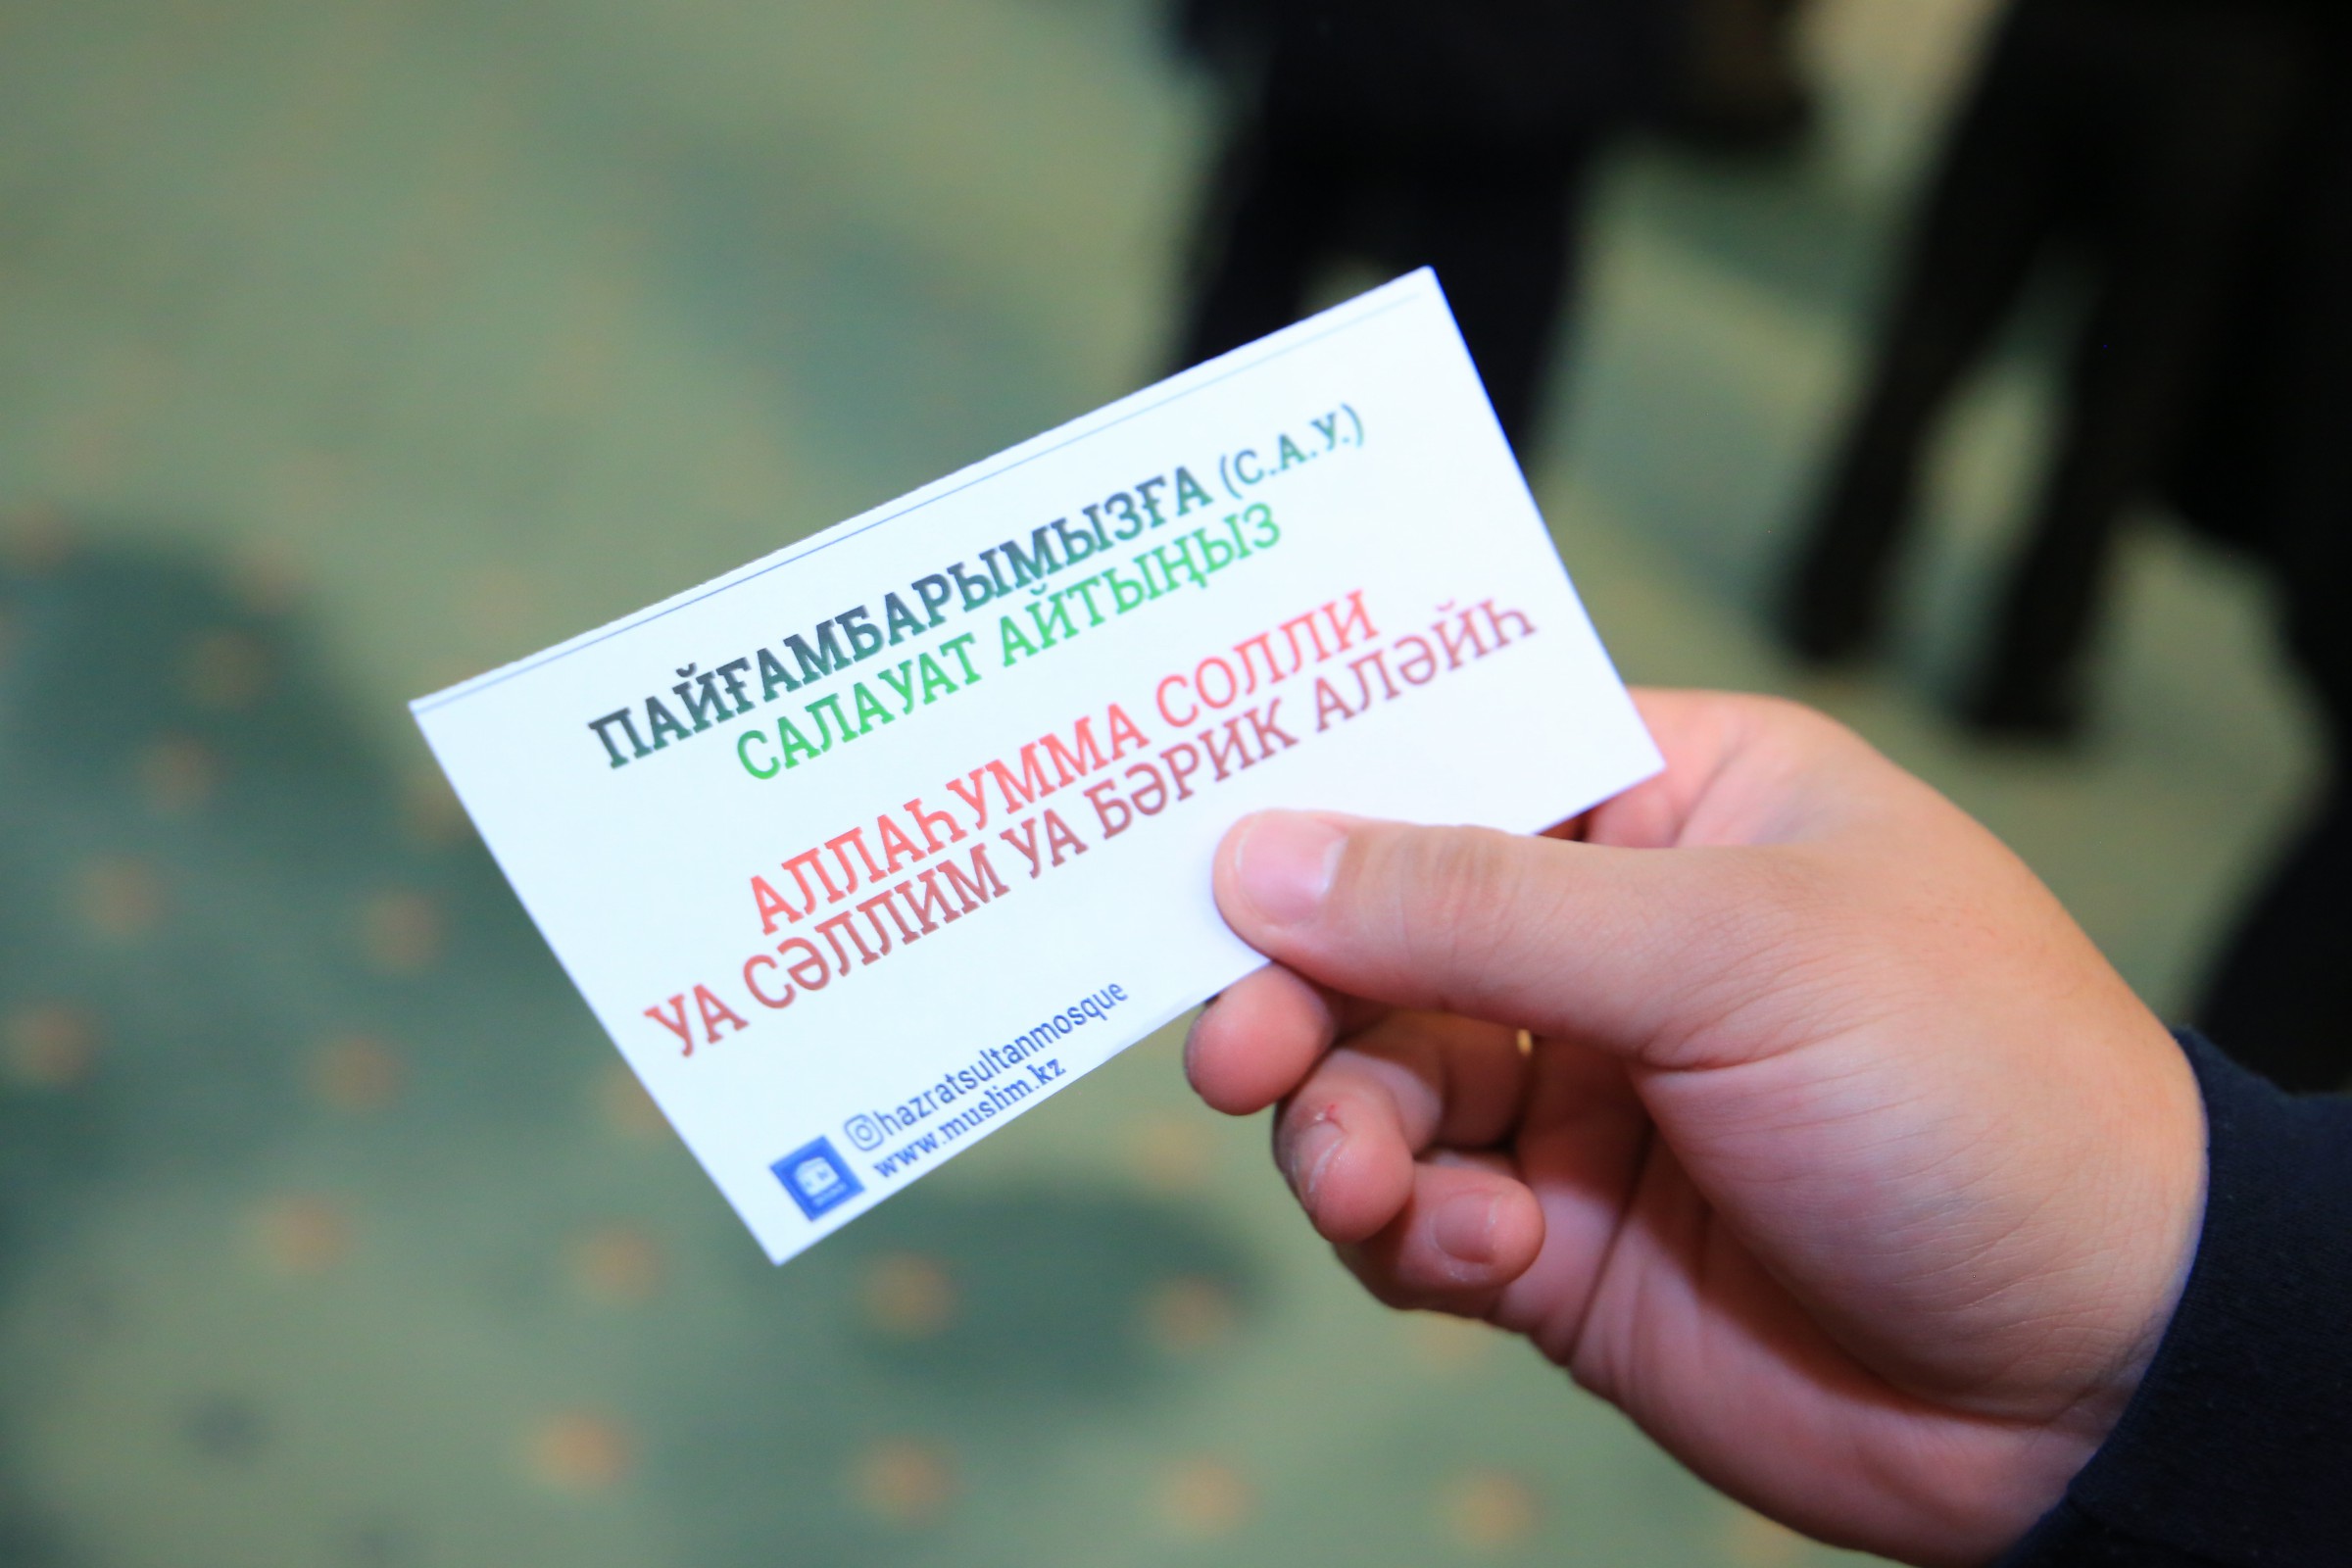 ПАЙҒАМБАРЫМЫЗҒА (С.А.У.)
САЛАУАТ АЙТЫҢЫЗ
АЛЛАҺУММА СОЛЛИ
УА СӘЛЛИМ УА БӘРИК АЛӘЙҺ
hazratsultanmosque
www.muslim.kz